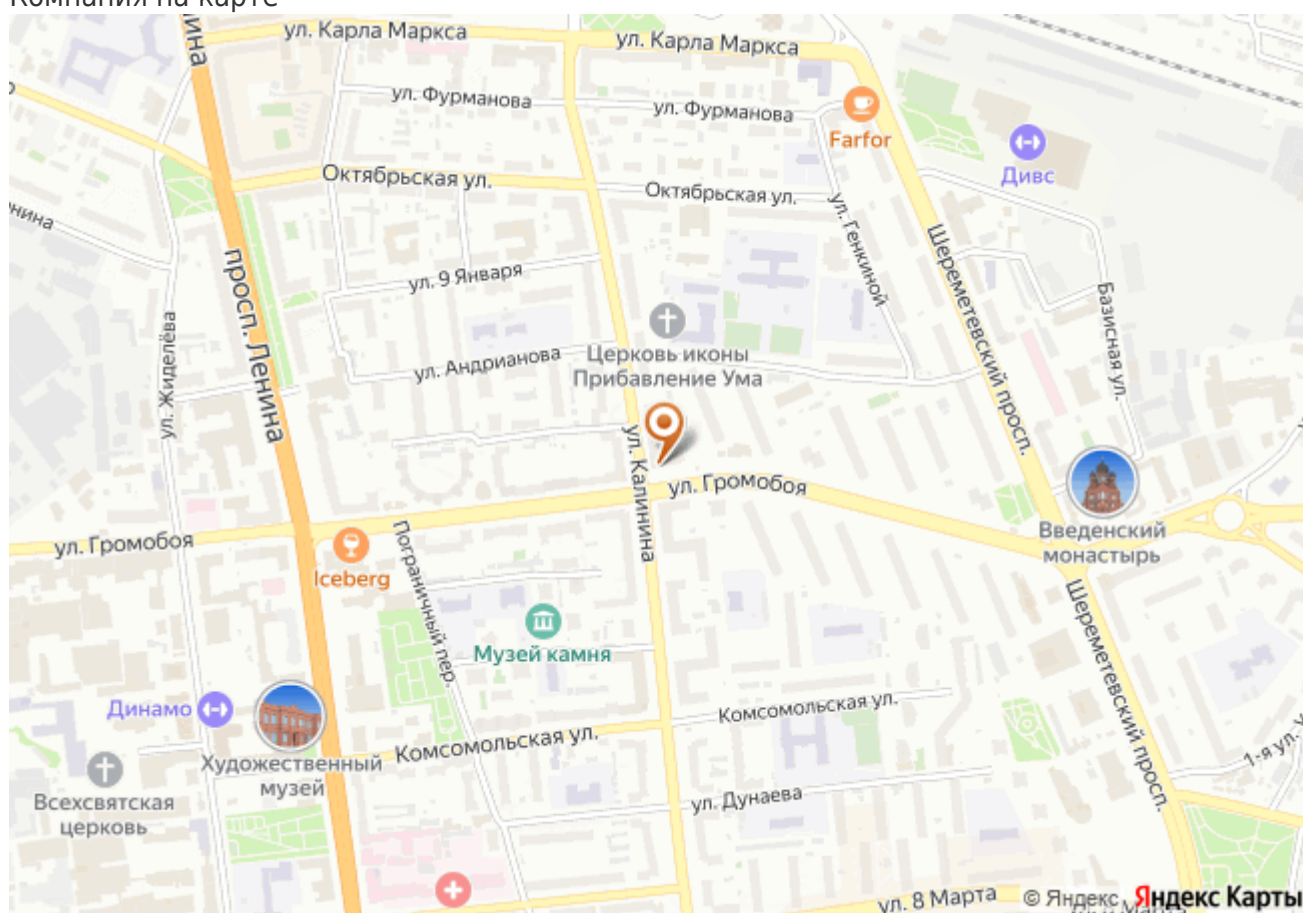 Компания на карте
ул. Карла Маркса
ул. Карла Маркса
ул. Фурманова
ул. Фурманова
Farfor
Дивс
Октябрьская ул.
Октябрьская ул.
ул. Генкиной
Шереметевский просп.
Базисная ул.
просп. Ленина
ул. 9 Января
ул. Жиделёва
ул. Андрианова
Церковь иконы
Прибавление Ума
ул. Калинина
ул. Громобоя
ул. Громобоя
Введенский
монастырь
Iceberg
Пограничный пер.
Музей камня
Шереметевский просп.
Динамо
Художественный
музей
Комсомольская ул.
Комсомольская ул.
Всехсвятская
церковь
ул. Дунаева
1-я ул.
ул. 8 Марта
© Яндекс
Яндекс Карты